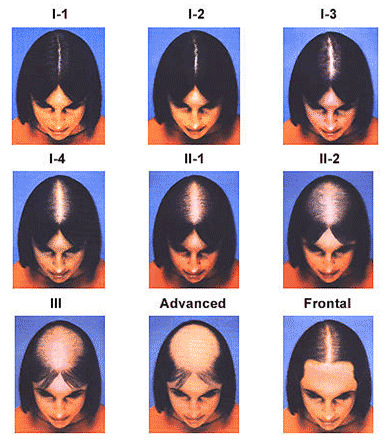 I-1 I-2 I-3
I-4 II-1 II-2
III Advanced Frontal